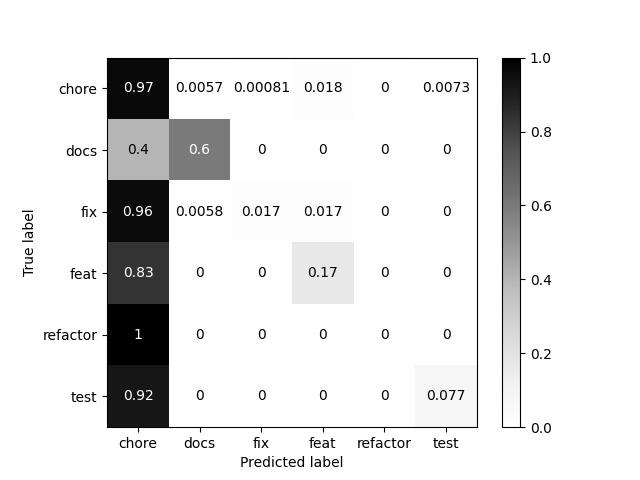 chore 0.97 0.0057 0.00081 0.018 0 0.0073
docs 0.4 0.6 0 0 0 0
fix 0.96 0.0058 0.017 0.017 0 0
feat 0.83 0 0 0.17 0 0
refactor 1 0 0 0 0 0
test 0.92 0 0 0 0 0.077
chore docs fix feat refactor test
Predicted label
True label
1.0
0.8
0.6
0.4
0.2
0.0